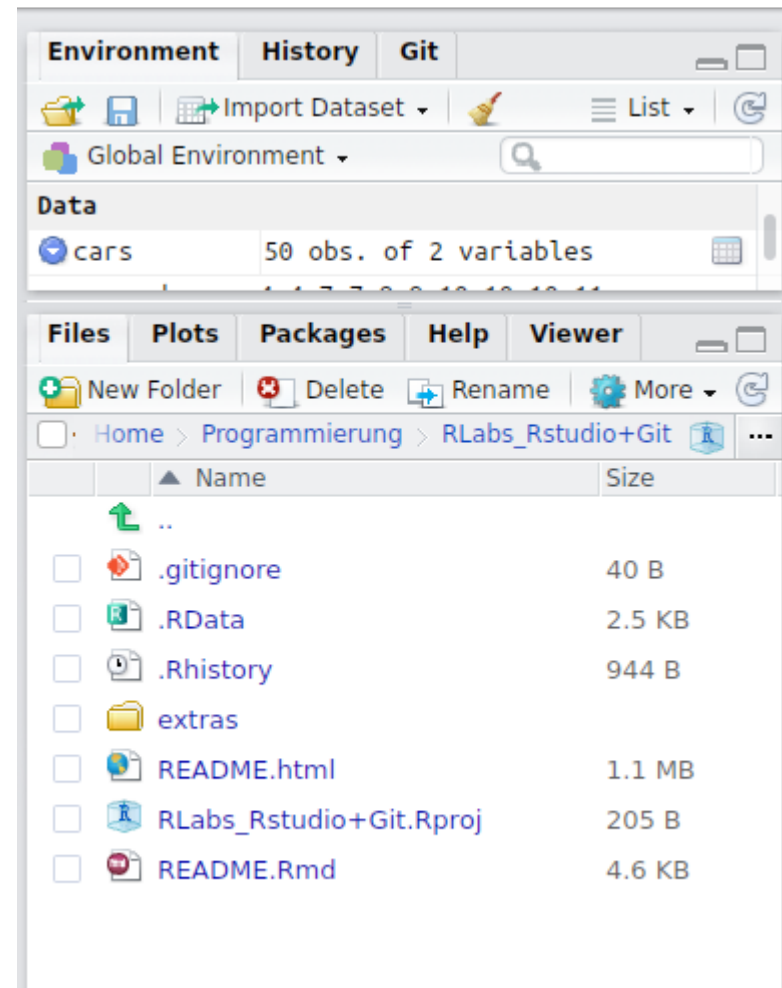 Environment History Git
Import Dataset List
Global Environment
Data
cars 50 obs. of 2 variables
Files Plots Packages Help Viewer
New Folder Delete Rename More
Home > Programmierung > RLabs_Rstudio+Git ...
Name Size
..
.gitignore 40 B
.RData 2.5 KB
.Rhistory 944 B
extras
README.html 1.1 MB
RLabs_Rstudio+Git.Rproj 205 B
README.Rmd 4.6 KB